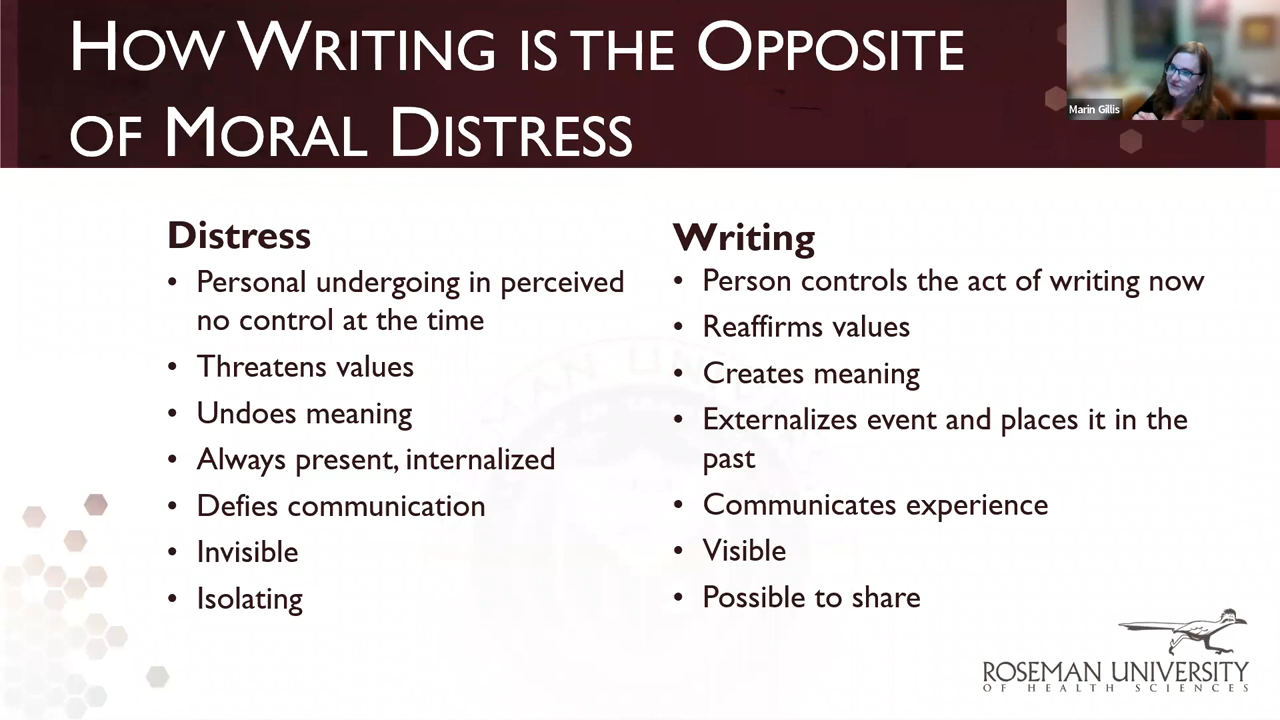 HOW WRITING IS THE OPPOSITE
OF MORAL DISTRESS
Marin Gillis
Distress
• Personal undergoing in perceived
no control at the time
• Threatens values
• Undoes meaning
• Always present, internalized
• Defies communication
• Invisible
• Isolating
Writing
• Person controls the act of writing now
• Reaffirms values
• Creates meaning
• Externalizes event and places it in the
past
• Communicates experience
• Visible
• Possible to share
ROSEMAN UNIVERSITY
OF HEALTH SCIENCES